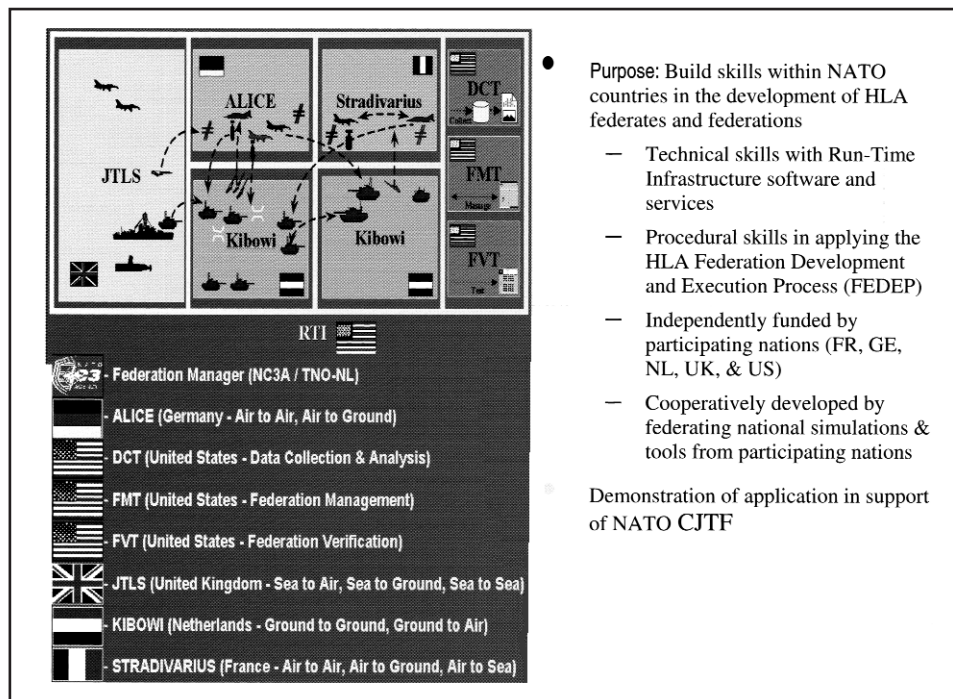 ALICE
Stradivarius
DCT
Collect
JTLS
FMT
Manage
Kibowi
Kibowi
FVT
Test
RTI
- Federation Manager (NC3A / TNO-NL)
- ALICE (Germany - Air to Air, Air to Ground)
- DCT (United States - Data Collection & Analysis)
- FMT (United States - Federation Management)
- FVT (United States - Federation Verification)
- JTLS (United Kingdom - Sea to Air, Sea to Ground, Sea to Sea)
- KIBOWI (Netherlands - Ground to Ground, Ground to Air)
- STRADIVARIUS (France - Air to Air, Air to Ground, Air to Sea)
• Purpose: Build skills within NATO
countries in the development of HLA
federates and federations
— Technical skills with Run-Time
Infrastructure software and
services
— Procedural skills in applying the
HLA Federation Development
and Execution Process (FEDEP)
— Independently funded by
participating nations (FR, GE,
NL, UK, & US)
— Cooperatively developed by
federating national simulations &
tools from participating nations
Demonstration of application in support
of NATO CJTF